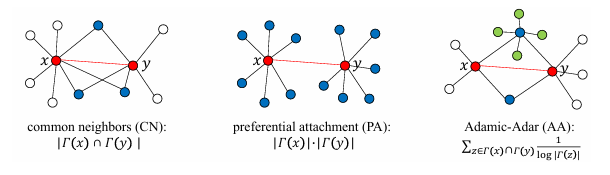 x y
x y
x y
common neighbors (CN):
|Γ(x) ∩ Γ(y) |
preferential attachment (PA):
|Γ(x)|·|Γ(y)|
Adamic-Adar (AA):
∑z∈Γ(x)∩Γ(y) 1/log |Γ(z)|